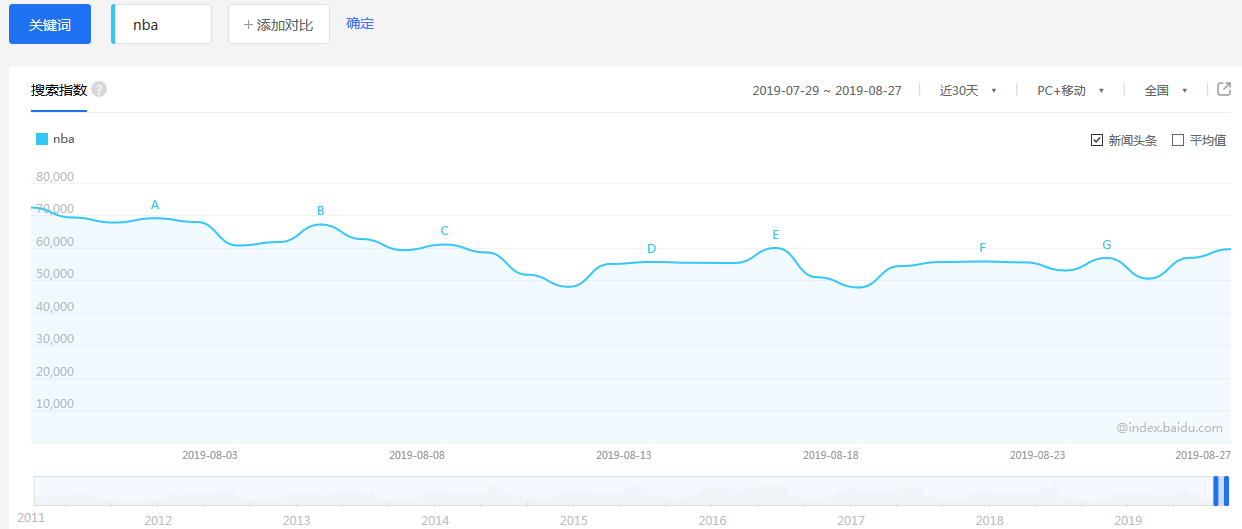 关键词 nba + 添加对比 确定
搜索指数 ? 2019-07-29 ~ 2019-08-27 近30天 PC+移动 全国
nba 新闻头条 平均值
80,000
70,000
60,000
50,000
40,000
30,000
20,000
10,000
A B C D E F G
@index.baidu.com
2019-08-03 2019-08-08 2019-08-13 2019-08-18 2019-08-23 2019-08-27
2011 2012 2013 2014 2015 2016 2017 2018 2019